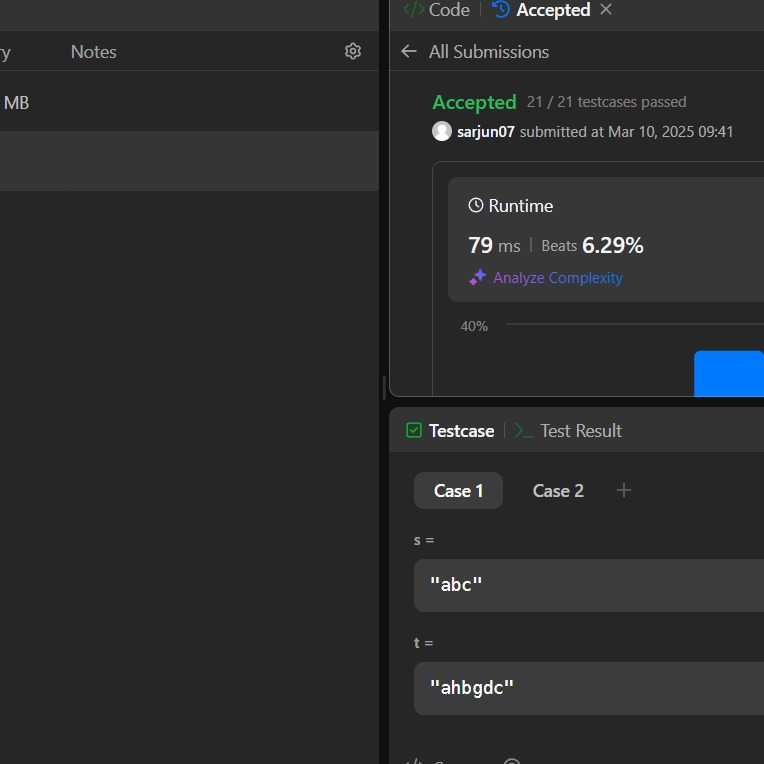 y Notes
MB
</> Code Accepted
All Submissions
Accepted 21 / 21 testcases passed
sarjun07 submitted at Mar 10, 2025 09:41
Runtime
79 ms | Beats 6.29%
Analyze Complexity
40%
Testcase | >_ Test Result
Case 1 Case 2 +
s =
"abc"
t =
"ahbgdc"